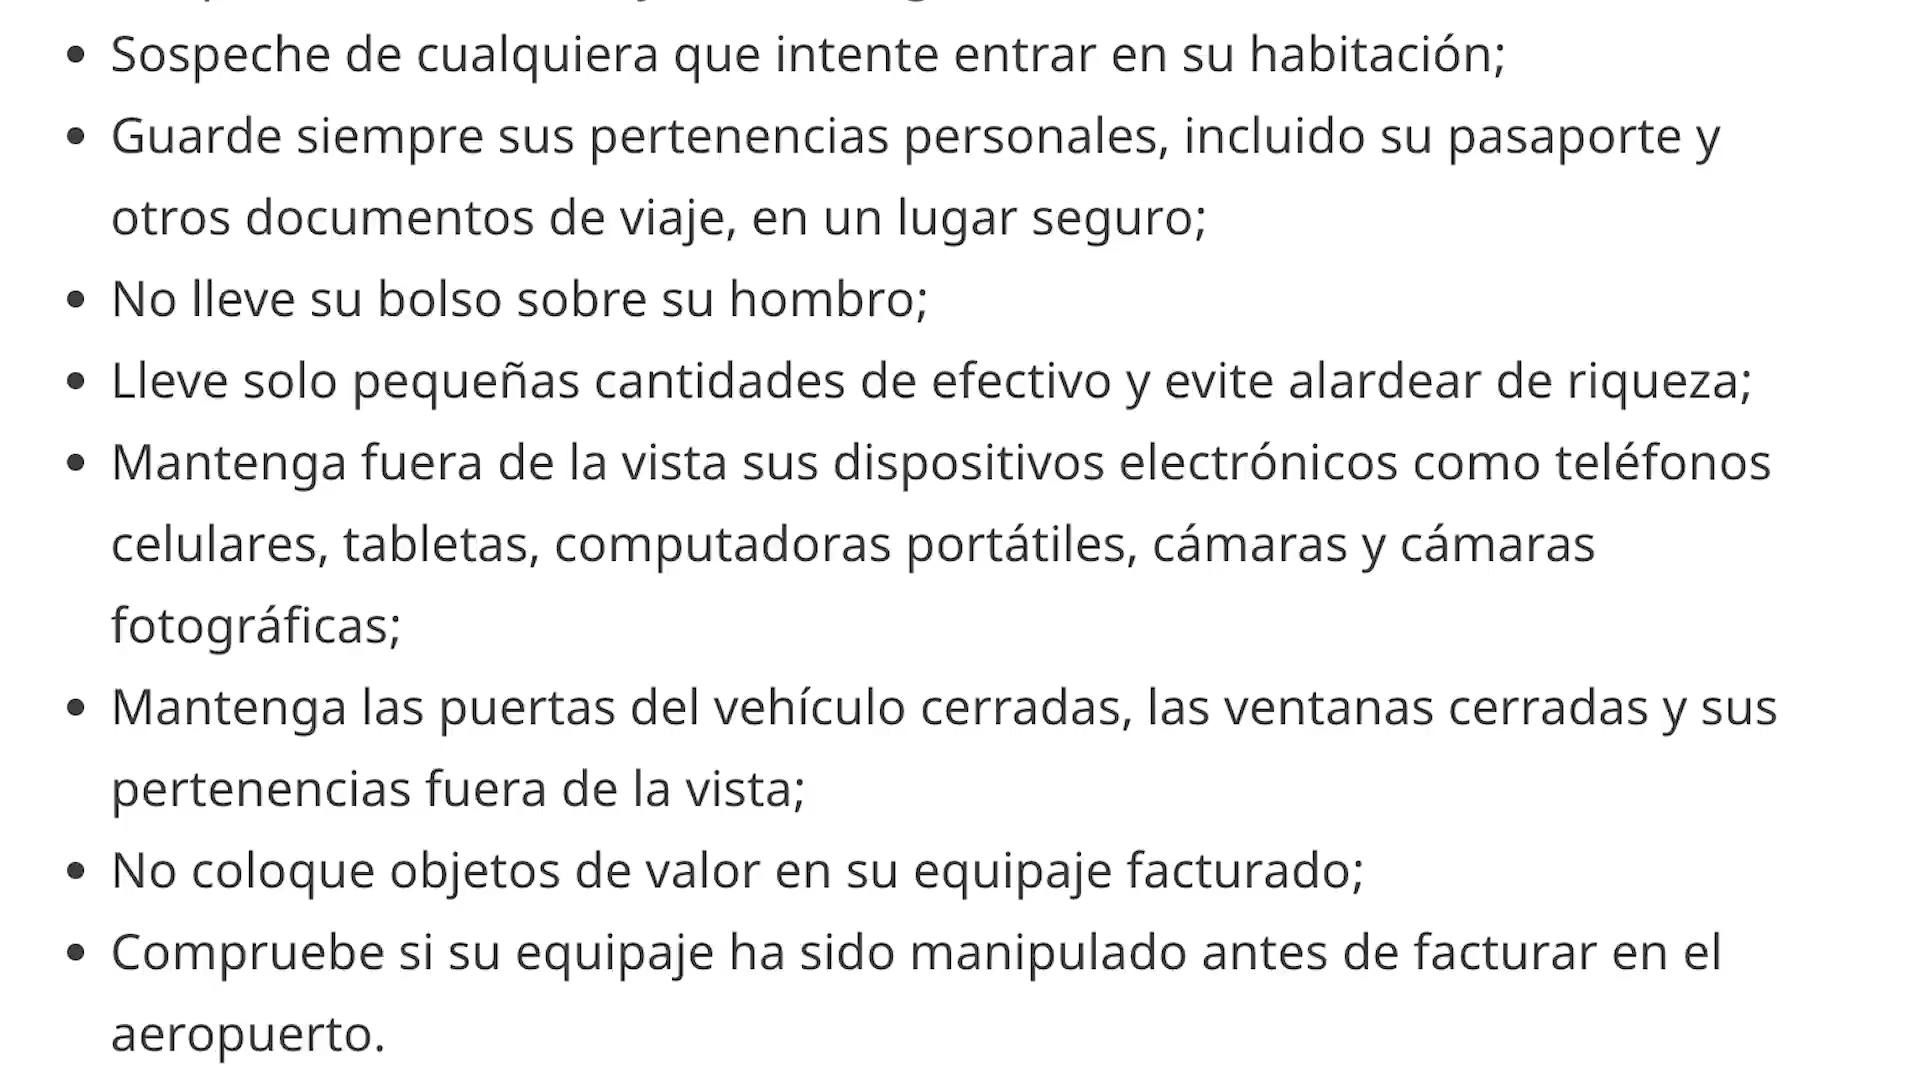 • Sospeche de cualquiera que intente entrar en su habitación;
• Guarde siempre sus pertenencias personales, incluido su pasaporte y
otros documentos de viaje, en un lugar seguro;
• No lleve su bolso sobre su hombro;
• Lleve solo pequeñas cantidades de efectivo y evite alardear de riqueza;
• Mantenga fuera de la vista sus dispositivos electrónicos como teléfonos
celulares, tabletas, computadoras portátiles, cámaras y cámaras
fotográficas;
• Mantenga las puertas del vehículo cerradas, las ventanas cerradas y sus
pertenencias fuera de la vista;
• No coloque objetos de valor en su equipaje facturado;
• Compruebe si su equipaje ha sido manipulado antes de facturar en el
aeropuerto.